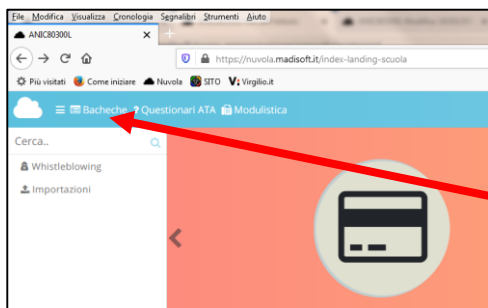 File Modifica Visualizza Cronologia Segnalibri Strumenti Aiuto
ANIC80300L X
https://nuvola.madisoft.it/index-landing-scuola
Più visitati Come iniziare Nuvola SITO Virgilio.it
Bacheche ? Questionari ATA Modulistica
Cerca..
Whistleblowing
Importazioni